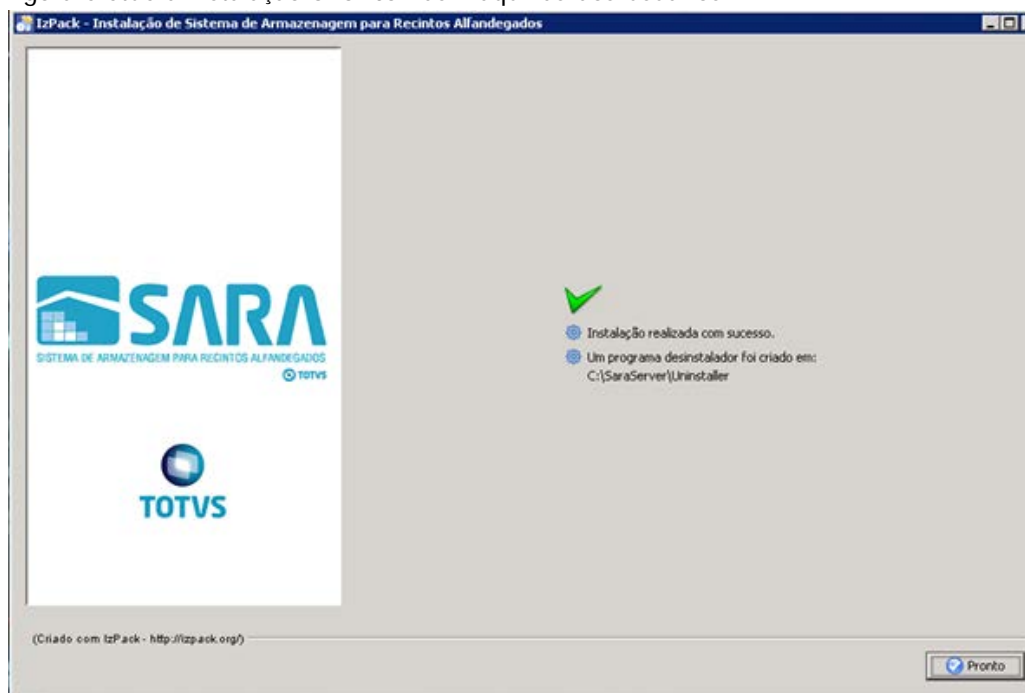 IzPack - Instalação de Sistema de Armazenagem para Recintos Alfandegados
SARA
SISTEMA DE ARMAZENAGEM PARA RECINTOS ALFANDEGADOS
TOTVS
TOTVS
Instalação realizada com sucesso.
Um programa desinstalador foi criado em:
C:\SaraServer\Uninstaller
(Criado com IzPack - http://izpack.org/)
Pronto